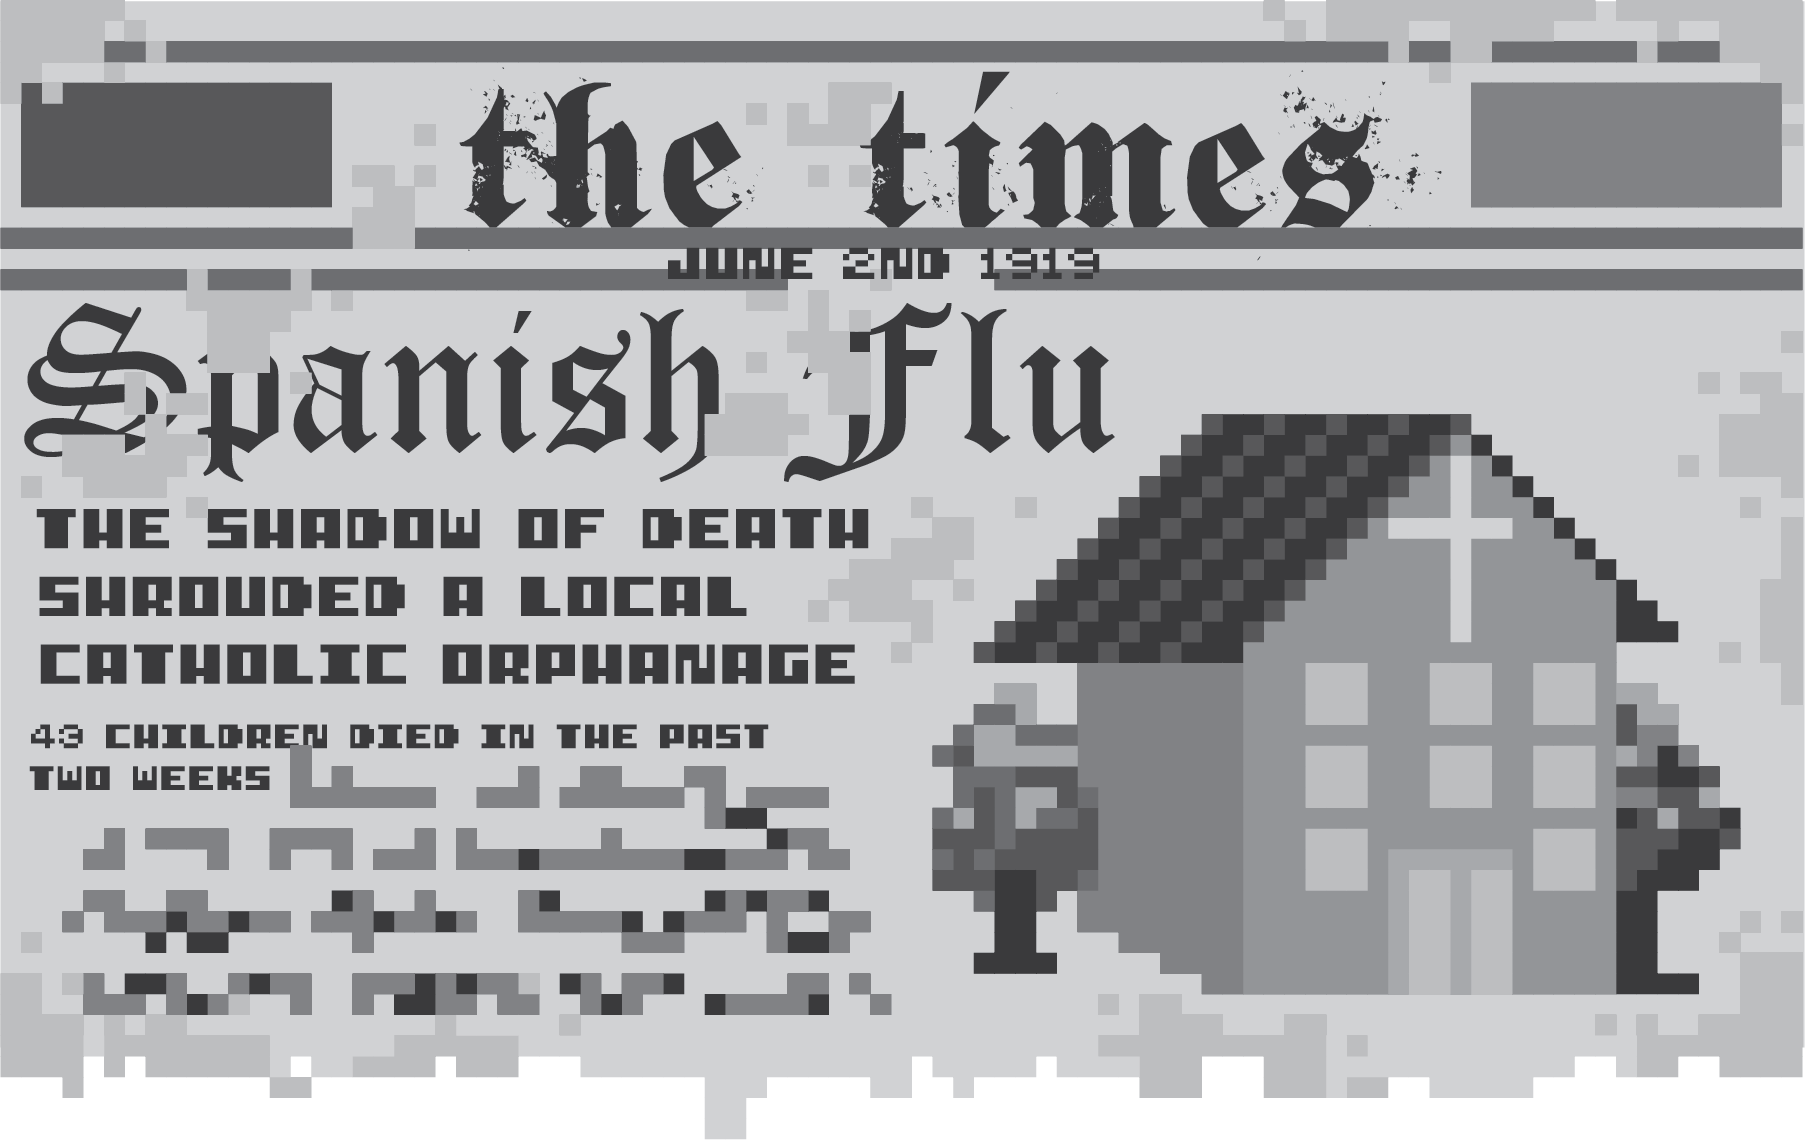 the times
JUNE 2ND 1919
Spanish Flu
THE SHADOW OF DEATH
SHROUDED A LOCAL
CATHOLIC ORPHANAGE
43 CHILDREN DIED IN THE PAST
TWO WEEKS